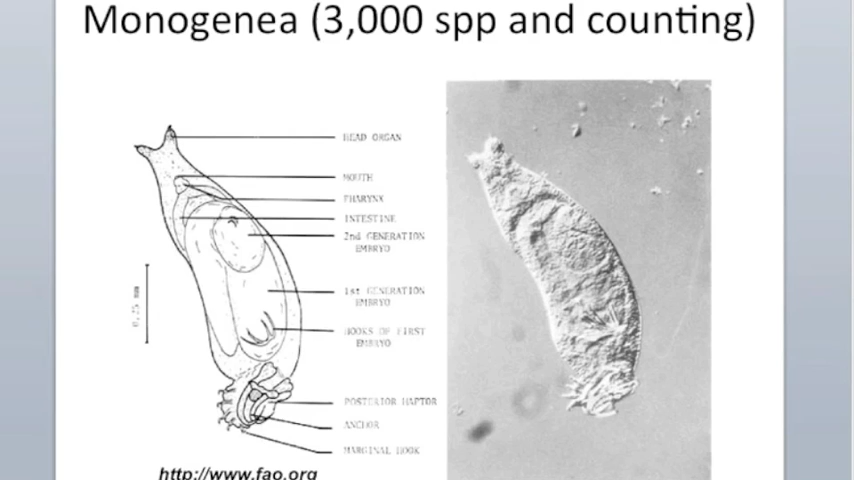 Monogenea (3,000 spp and counting)
HEAD ORGAN
MOUTH
PHARYNX
INTESTINE
2nd GENERATION
EMBRYO
1st GENERATION
EMBRYO
HOOKS OF FIRST
EMBRYO
POSTERIOR HAPTOR
ANCHOR
MARGINAL HOOK
0.25 mm
http://www.fao.org